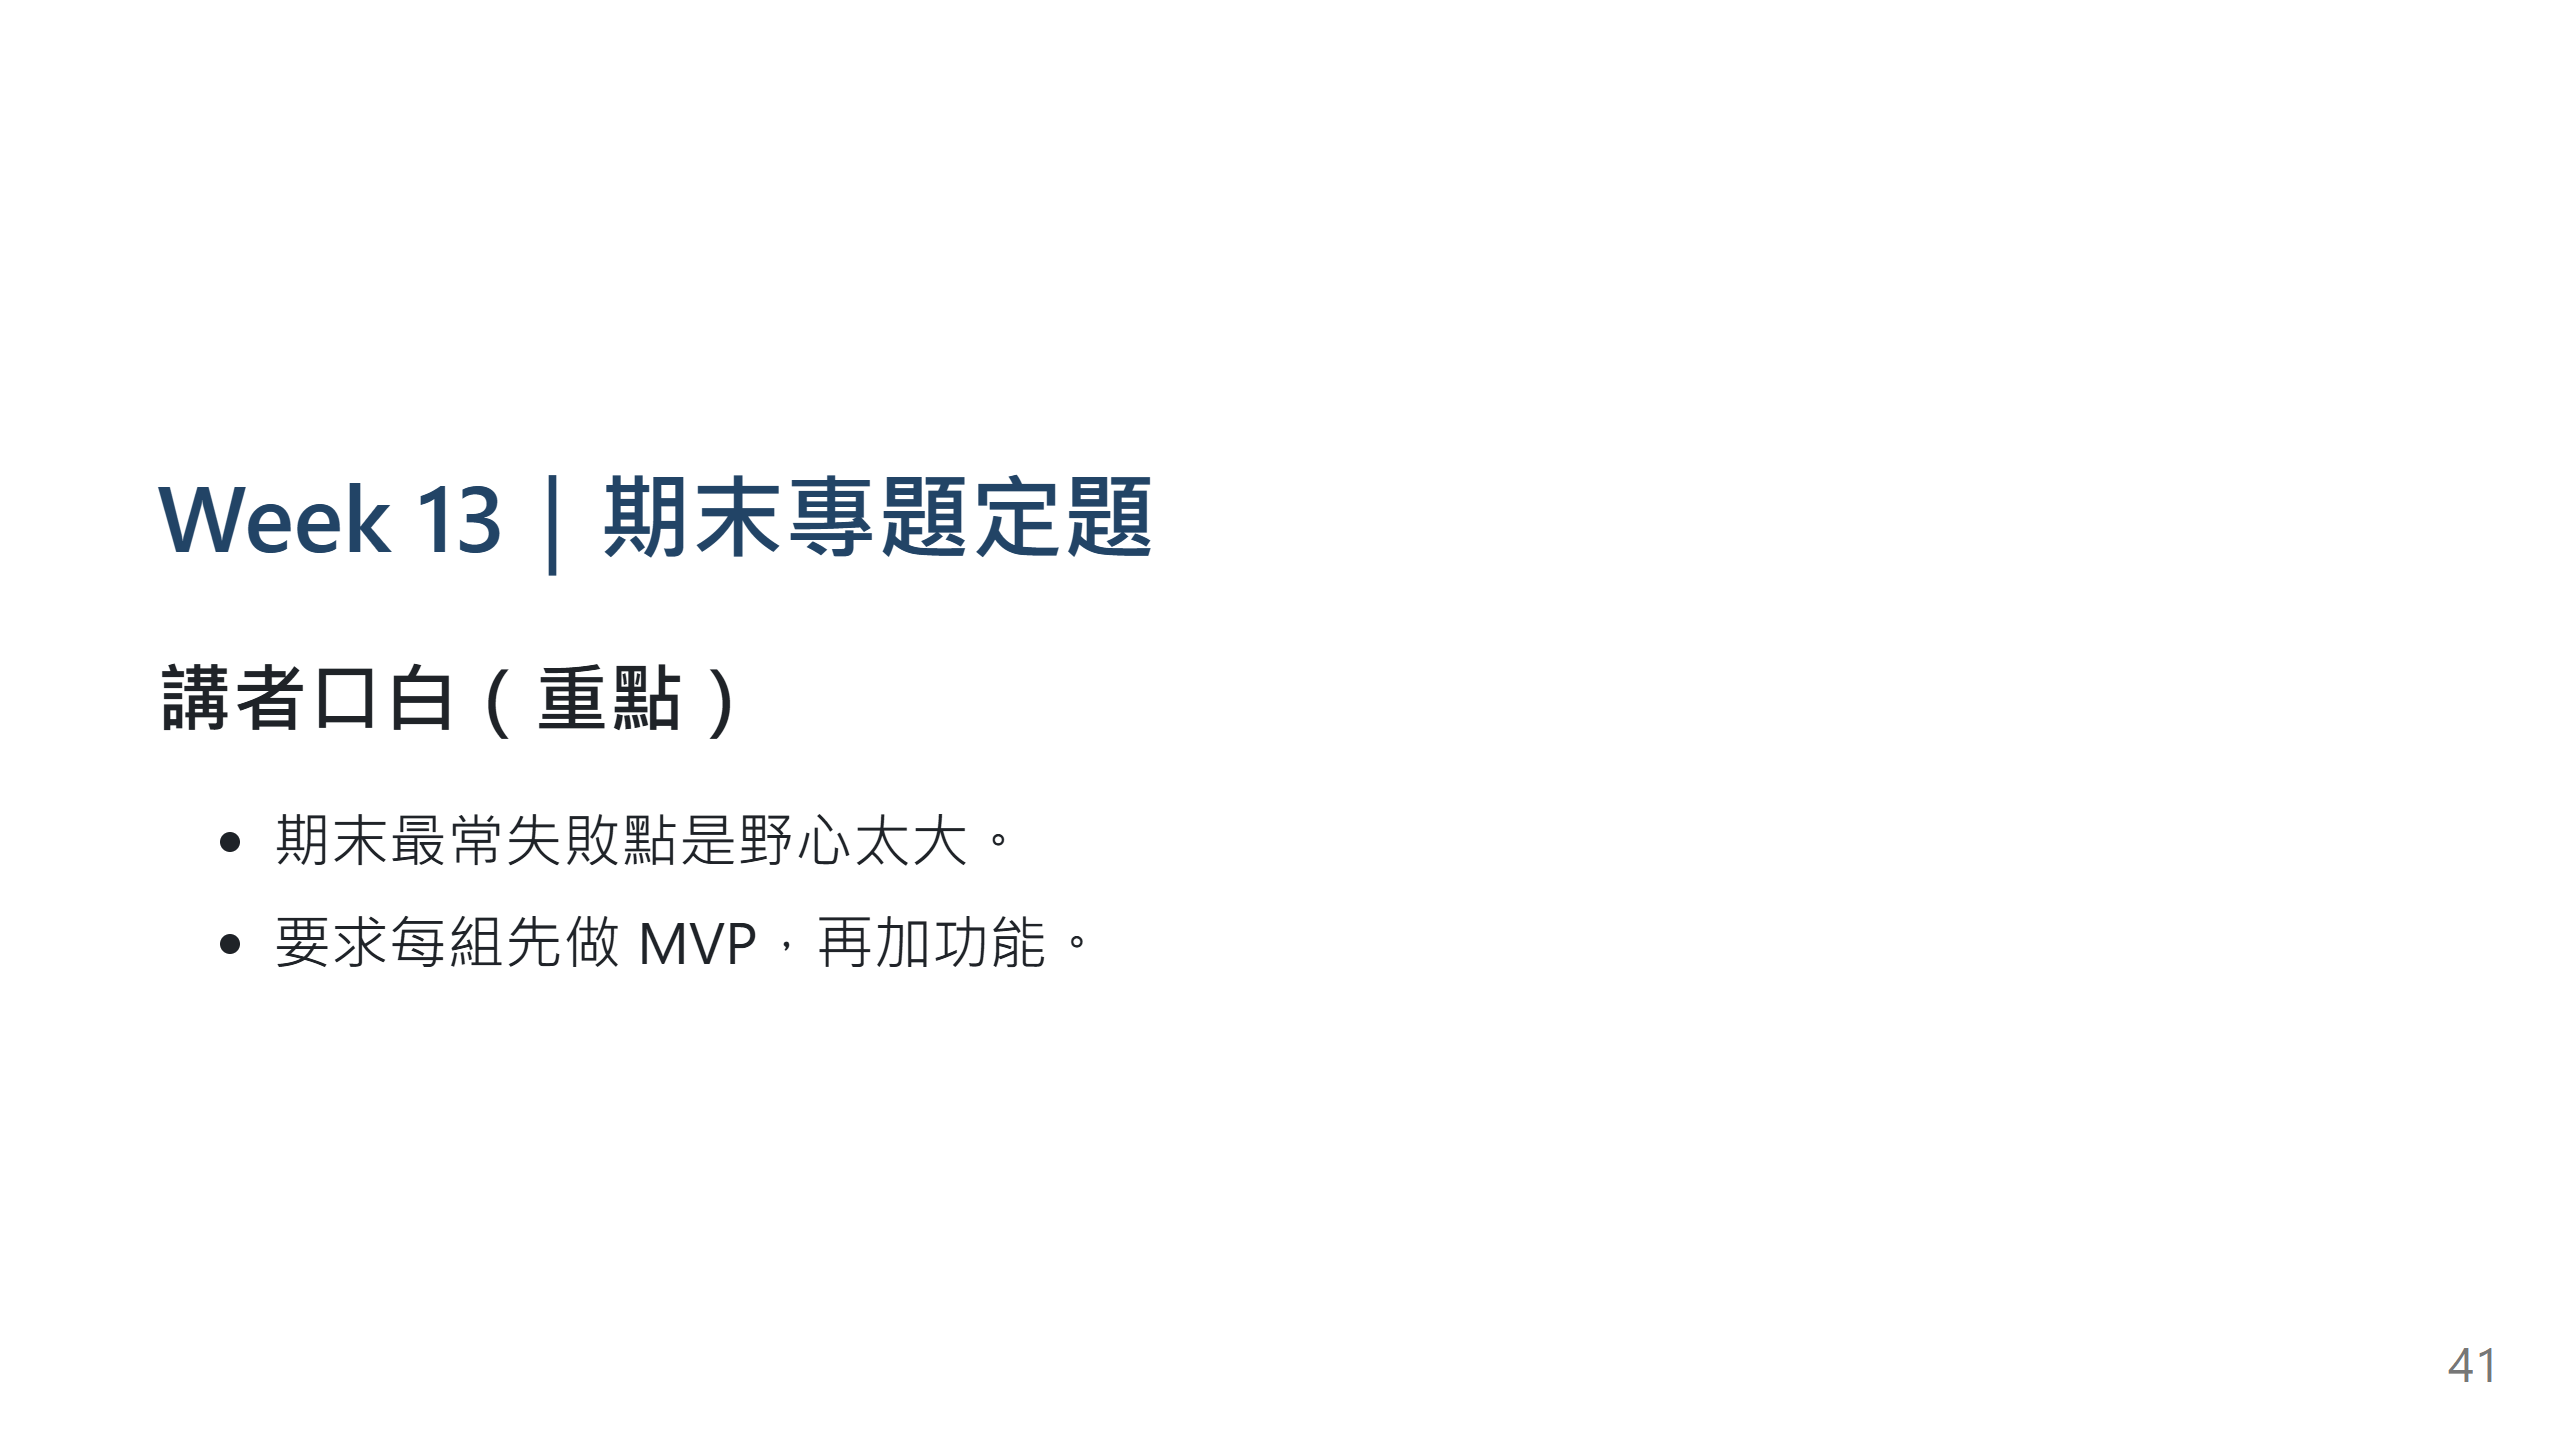 Week 13｜期末專題定題
講者口白（重點）
• 期末最常失敗點是野心太大。
• 要求每組先做 MVP，再加功能。
41